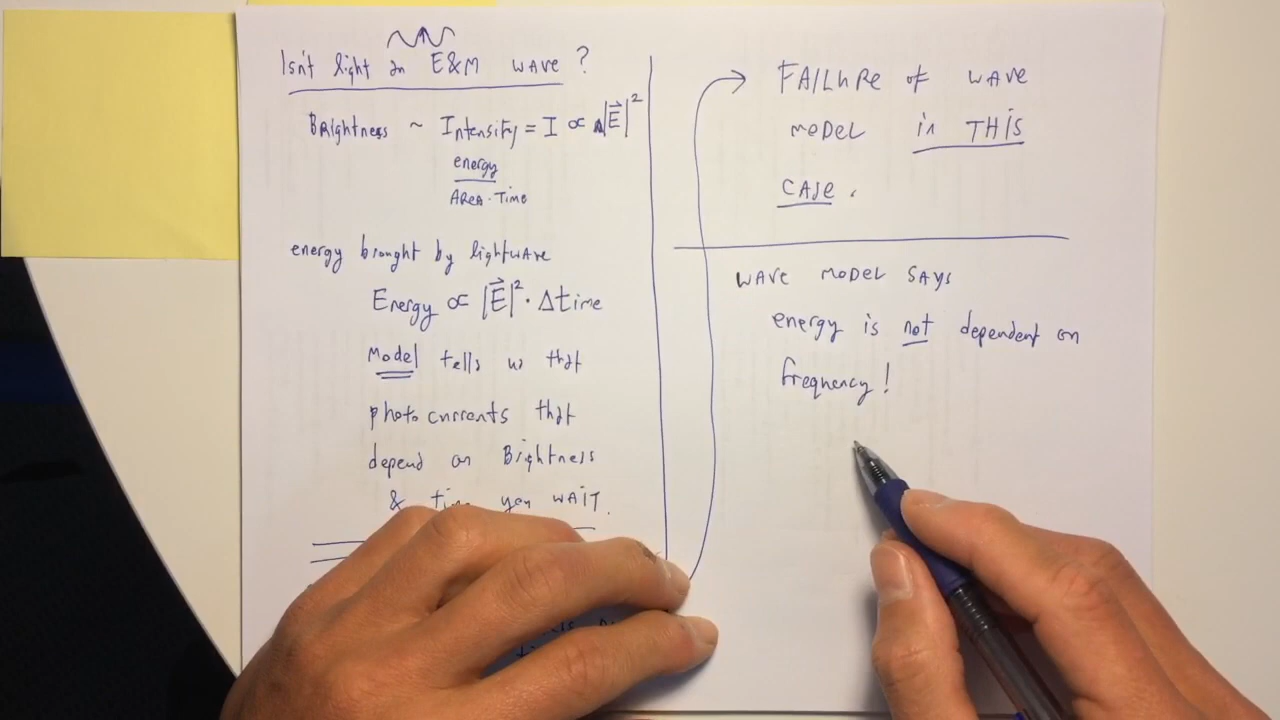 Isn't light an E&M wave?
Brightness ~ Intensity = I ∝ |E⃗|²
energy
Area·Time
energy brought by lightwave
Energy ∝ |E⃗|² · Δtime
Model tells us that
photocurrents that
depend on Brightness
& time you WAIT.
FAILURE of wave
MODEL in THIS
CASE.
WAVE MODEL SAYS
energy is not dependent on
frequency!